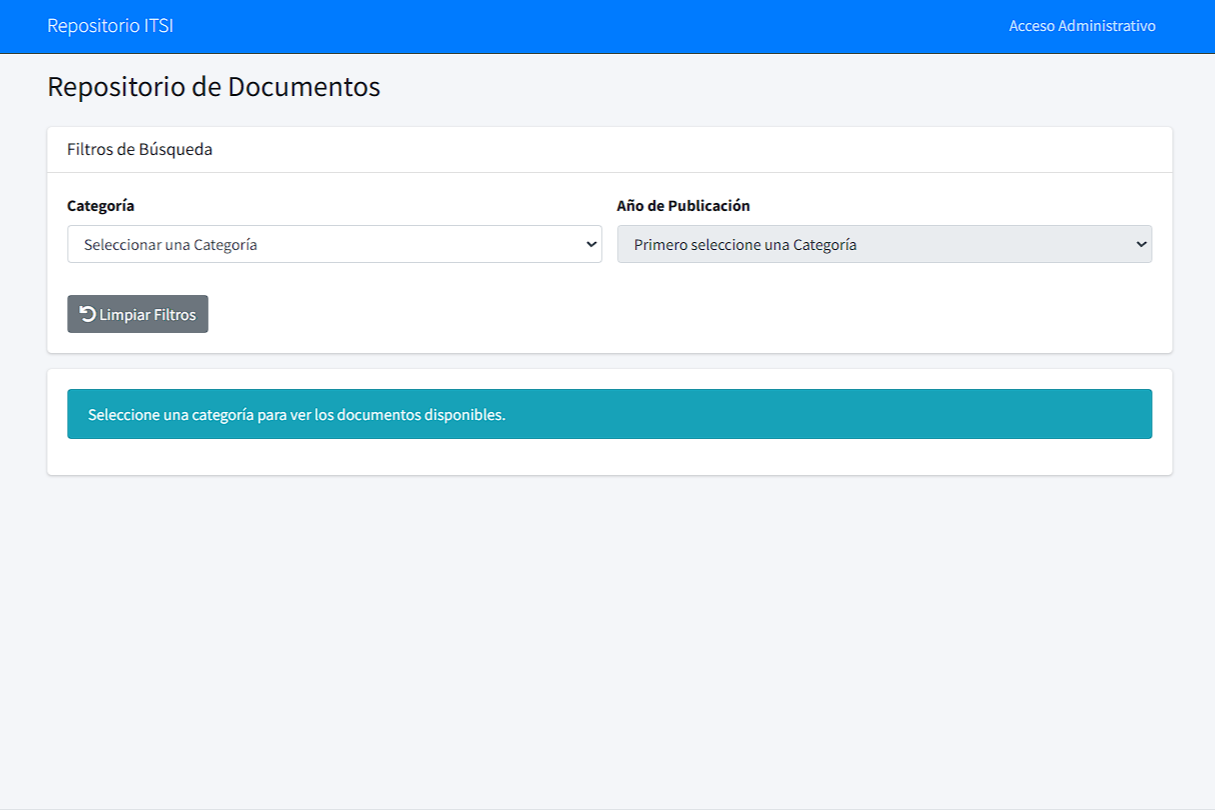 Repositorio ITSI
Acceso Administrativo
Repositorio de Documentos
Filtros de Búsqueda
Categoría
Año de Publicación
Seleccionar una Categoría
Primero seleccione una Categoría
Limpiar Filtros
Seleccione una categoría para ver los documentos disponibles.